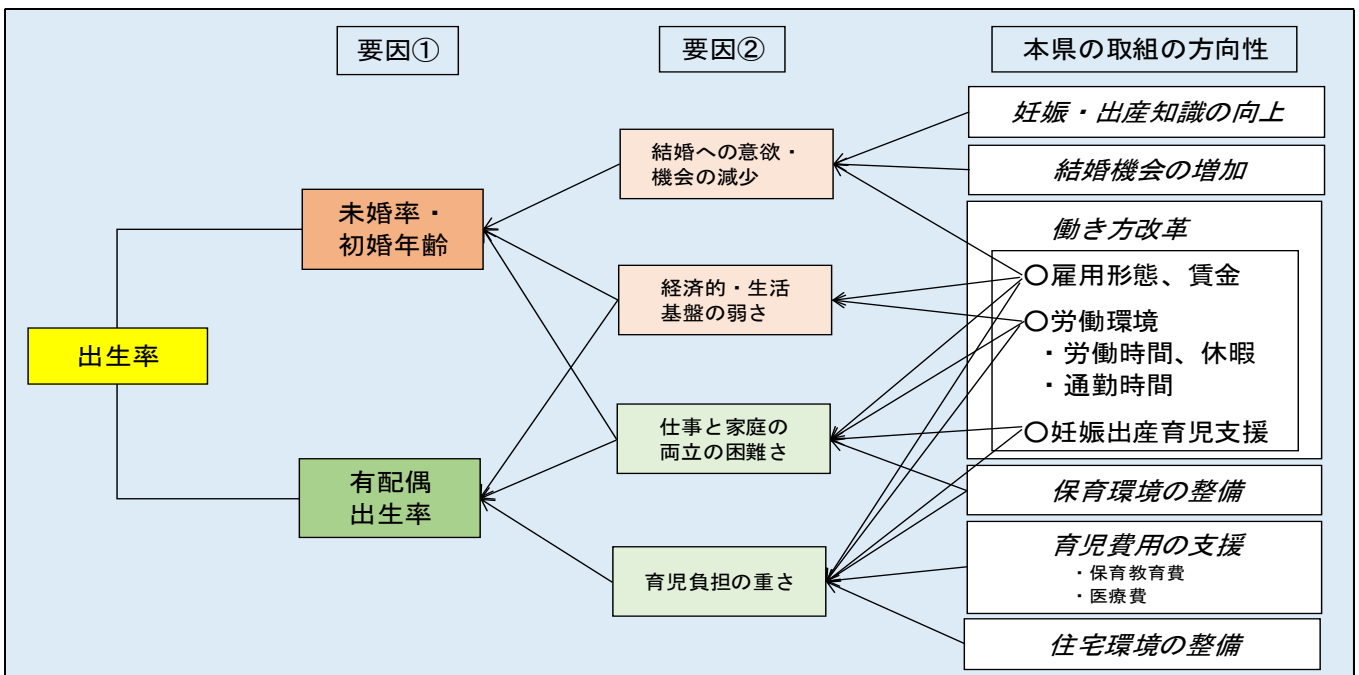 要因①
要因②
本県の取組の方向性
出生率
未婚率・
初婚年齢
有配偶
出生率
結婚への意欲・
機会の減少
経済的・生活
基盤の弱さ
仕事と家庭の
両立の困難さ
育児負担の重さ
妊娠・出産知識の向上
結婚機会の増加
働き方改革
〇雇用形態、賃金
〇労働環境
・労働時間、休暇
・通勤時間
〇妊娠出産育児支援
保育環境の整備
育児費用の支援
・保育教育費
・医療費
住宅環境の整備